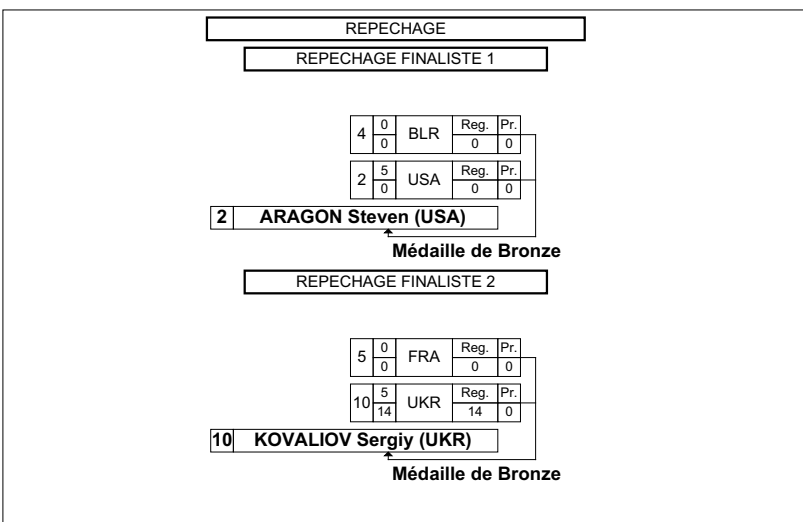 REPECHAGE
REPECHAGE FINALISTE 1
4 0 BLR Reg. Pr.
0 0 0
2 5 USA Reg. Pr.
0 0 0
2 ARAGON Steven (USA)
Médaille de Bronze
REPECHAGE FINALISTE 2
5 0 FRA Reg. Pr.
0 0 0
10 5 UKR Reg. Pr.
14 14 0
10 KOVALIOV Sergiy (UKR)
Médaille de Bronze